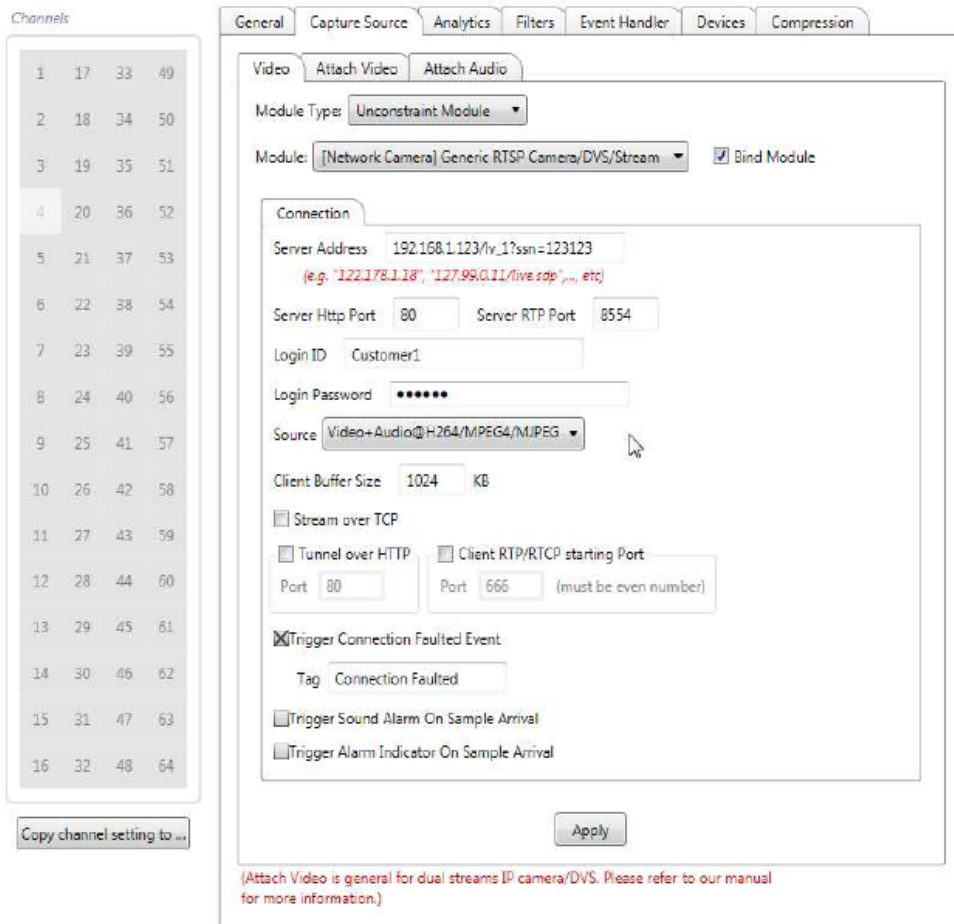 Channels
General Capture Source Analytics Filters Event Handler Devices Compression
Video Attach Video Attach Audio
1 17 33 49
2 18 34 50
3 19 35 51
4 20 36 52
5 21 37 53
6 22 38 54
7 23 39 55
8 24 40 56
9 25 41 57
10 26 42 58
11 27 43 59
12 28 44 60
13 29 45 61
14 30 46 62
15 31 47 63
16 32 48 64
Copy channel setting to ...
Module Type: Unconstraint Module
Module: [Network Camera] Generic RTSP Camera/DVS/Stream Bind Module
Connection
Server Address 192.168.1.123/lv_1?ssn=123123
(e.g. "122.178.1.18", "127.99.0.11/live.sdp",..., etc)
Server Http Port 80 Server RTP Port 8554
Login ID Customer1
Login Password ••••••
Source Video+Audio@H264/MPEG4/MJPEG
Client Buffer Size 1024 KB
Stream over TCP
Tunnel over HTTP Client RTP/RTCP starting Port
Port 80 Port 666 (must be even number)
Trigger Connection Faulted Event
Tag Connection Faulted
Trigger Sound Alarm On Sample Arrival
Trigger Alarm Indicator On Sample Arrival
Apply
(Attach Video is general for dual streams IP camera/DVS. Please refer to our manual
for more information.)